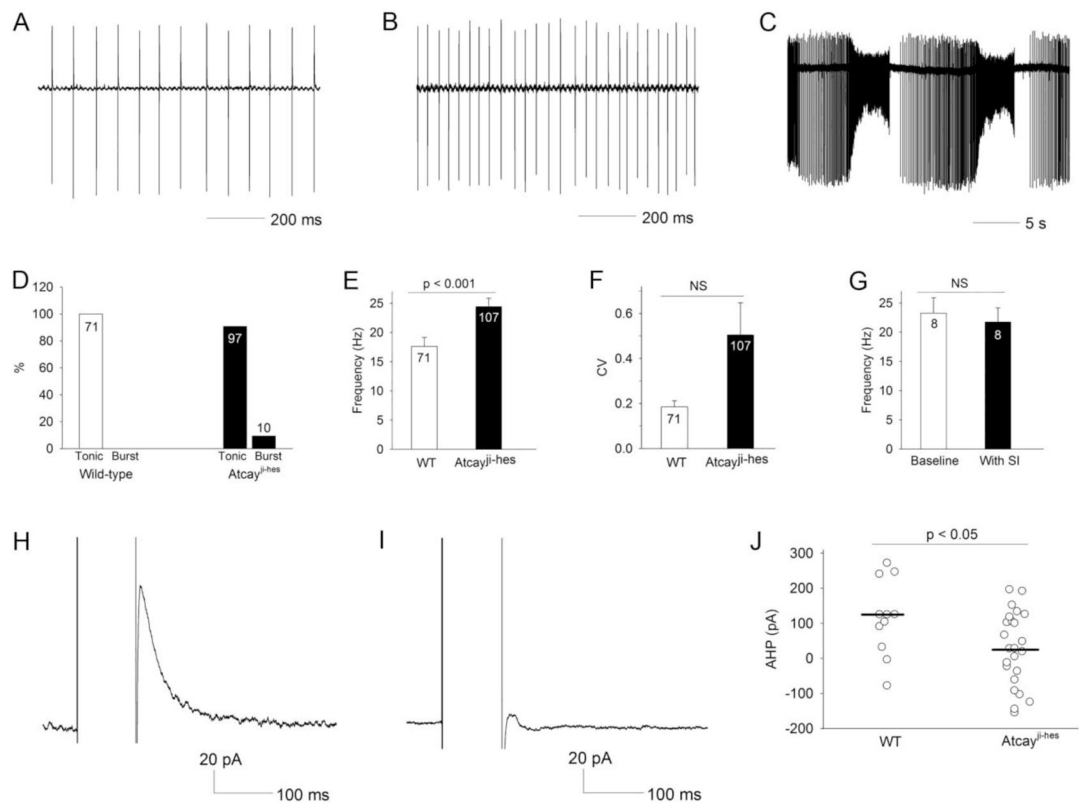 A
B
C
200 ms
200 ms
5 s
D
120
100
80
60
40
20
0
%
71
97
10
Tonic Burst
Tonic Burst
Wild-type
Atcay^ji-hes
E
p < 0.001
25
20
15
10
5
0
Frequency (Hz)
71
107
WT
Atcay^ji-hes
F
NS
0.6
0.4
0.2
0.0
CV
71
107
WT
Atcay^ji-hes
G
NS
25
20
15
10
5
0
Frequency (Hz)
8
8
Baseline
With SI
H
20 pA
100 ms
I
20 pA
100 ms
J
p < 0.05
300
200
100
0
-100
-200
AHP (pA)
WT
Atcay^ji-hes